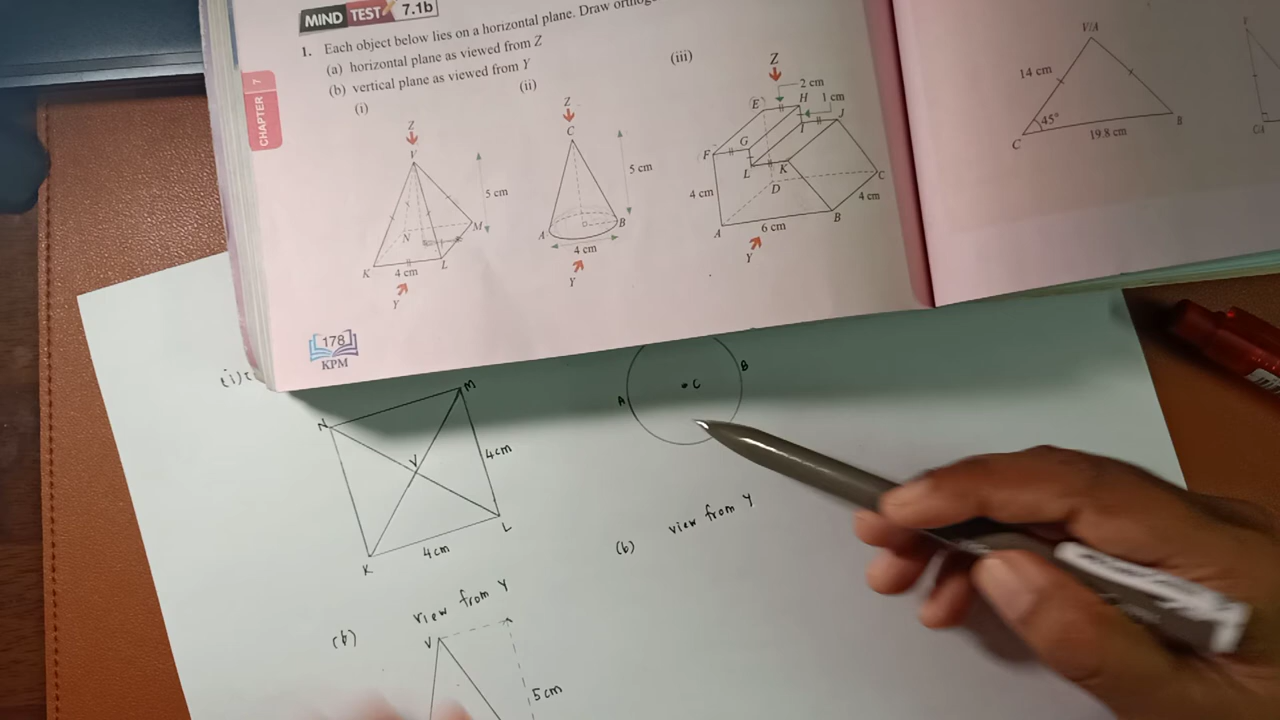 MIND TEST 7.1b
1. Each object below lies on a horizontal plane. Draw
(a) horizontal plane as viewed from Z
(b) vertical plane as viewed from Y
(i)
(ii)
(iii)
CHAPTER 7
Z
V
5 cm
N
M
K
4 cm
L
Y
Z
C
5 cm
A
B
4 cm
Y
Z
2 cm
E
H
1 cm
J
G
I
F
L
K
4 cm
D
C
4 cm
B
A
6 cm
Y
178
KPM
V/A
14 cm
45°
C
19.8 cm
B
(i)
M
N
V
4cm
L
4cm
K
B
C
A
(b) view from Y
V
5cm
(b) view from Y